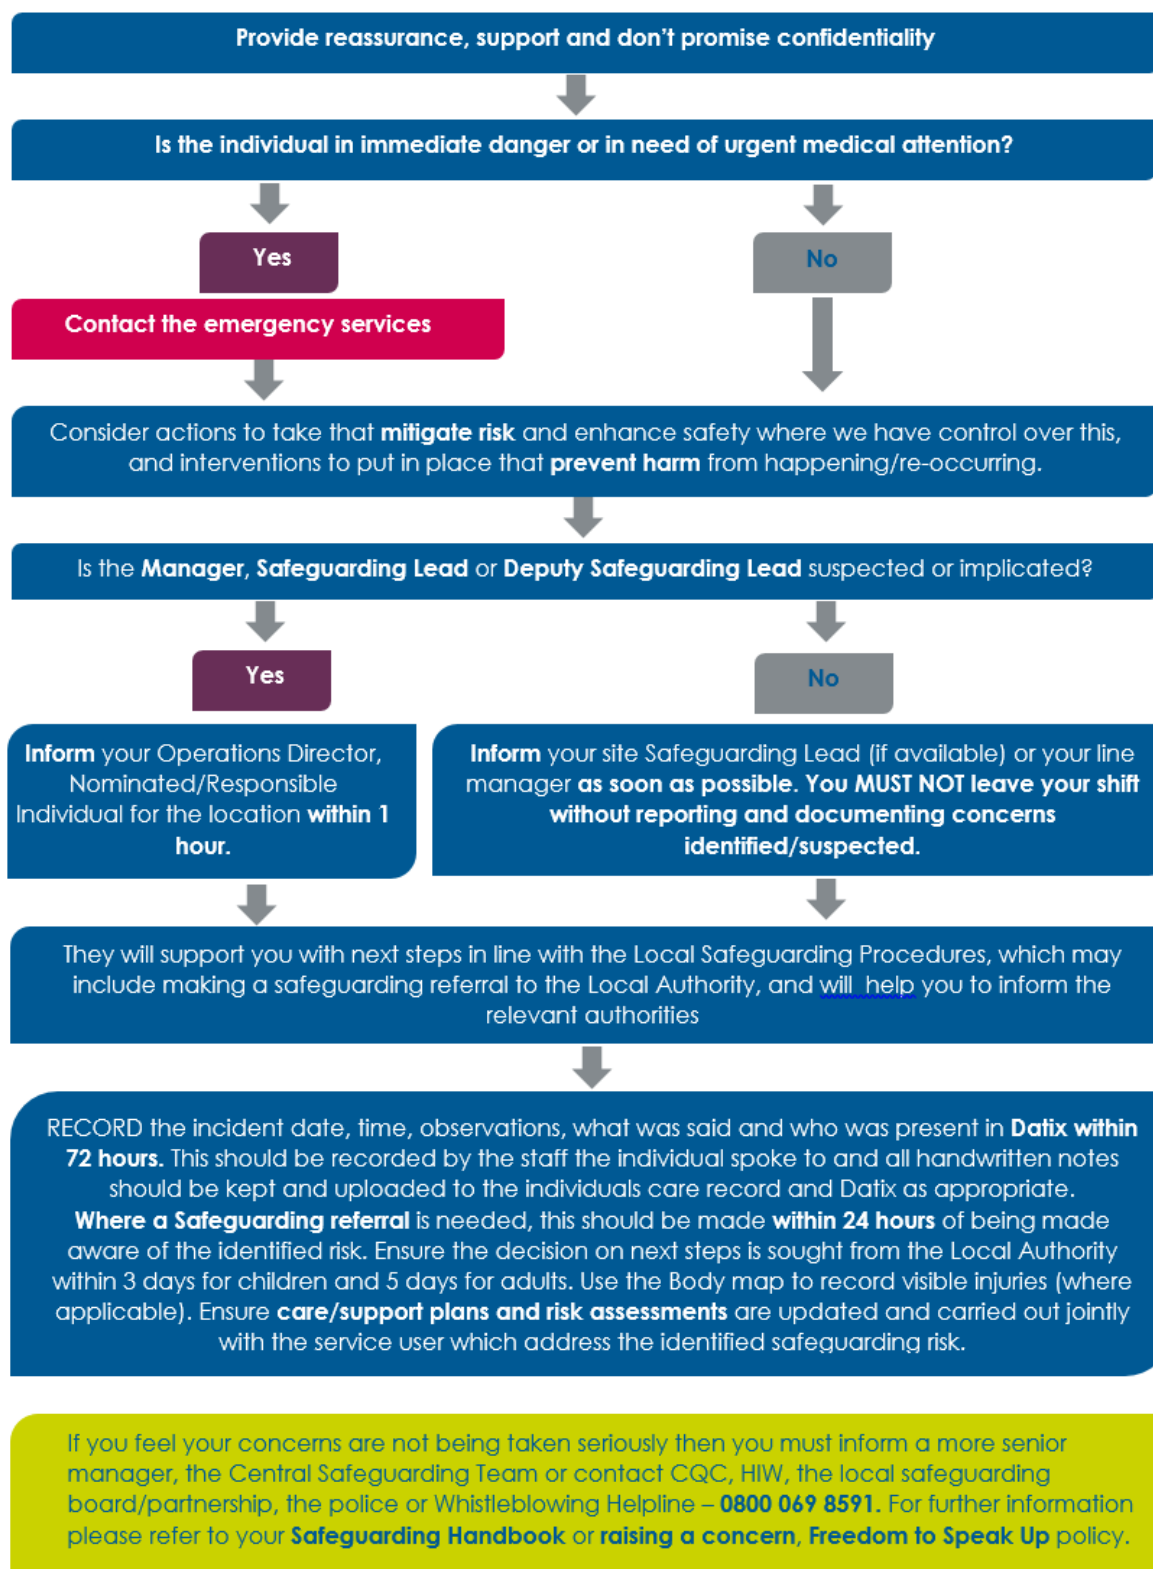 Provide reassurance, support and don't promise confidentiality
Is the individual in immediate danger or in need of urgent medical attention?
Yes
No
Contact the emergency services
Consider actions to take that mitigate risk and enhance safety where we have control over this,
and interventions to put in place that prevent harm from happening/re-occurring.
Is the Manager, Safeguarding Lead or Deputy Safeguarding Lead suspected or implicated?
Yes
No
Inform your Operations Director,
Nominated/Responsible
Individual for the location within 1
hour.
Inform your site Safeguarding Lead (if available) or your line
manager as soon as possible. You MUST NOT leave your shift
without reporting and documenting concerns
identified/suspected.
They will support you with next steps in line with the Local Safeguarding Procedures, which may
include making a safeguarding referral to the Local Authority, and will  help you to inform the
relevant authorities
RECORD the incident date, time, observations, what was said and who was present in Datix within
72 hours. This should be recorded by the staff the individual spoke to and all handwritten notes
should be kept and uploaded to the individuals care record and Datix as appropriate.
Where a Safeguarding referral is needed, this should be made within 24 hours of being made
aware of the identified risk. Ensure the decision on next steps is sought from the Local Authority
within 3 days for children and 5 days for adults. Use the Body map to record visible injuries (where
applicable). Ensure care/support plans and risk assessments are updated and carried out jointly
with the service user which address the identified safeguarding risk.
If you feel your concerns are not being taken seriously then you must inform a more senior
manager, the Central Safeguarding Team or contact CQC, HIW, the local safeguarding
board/partnership, the police or Whistleblowing Helpline – 0800 069 8591. For further information
please refer to your Safeguarding Handbook or raising a concern, Freedom to Speak Up policy.